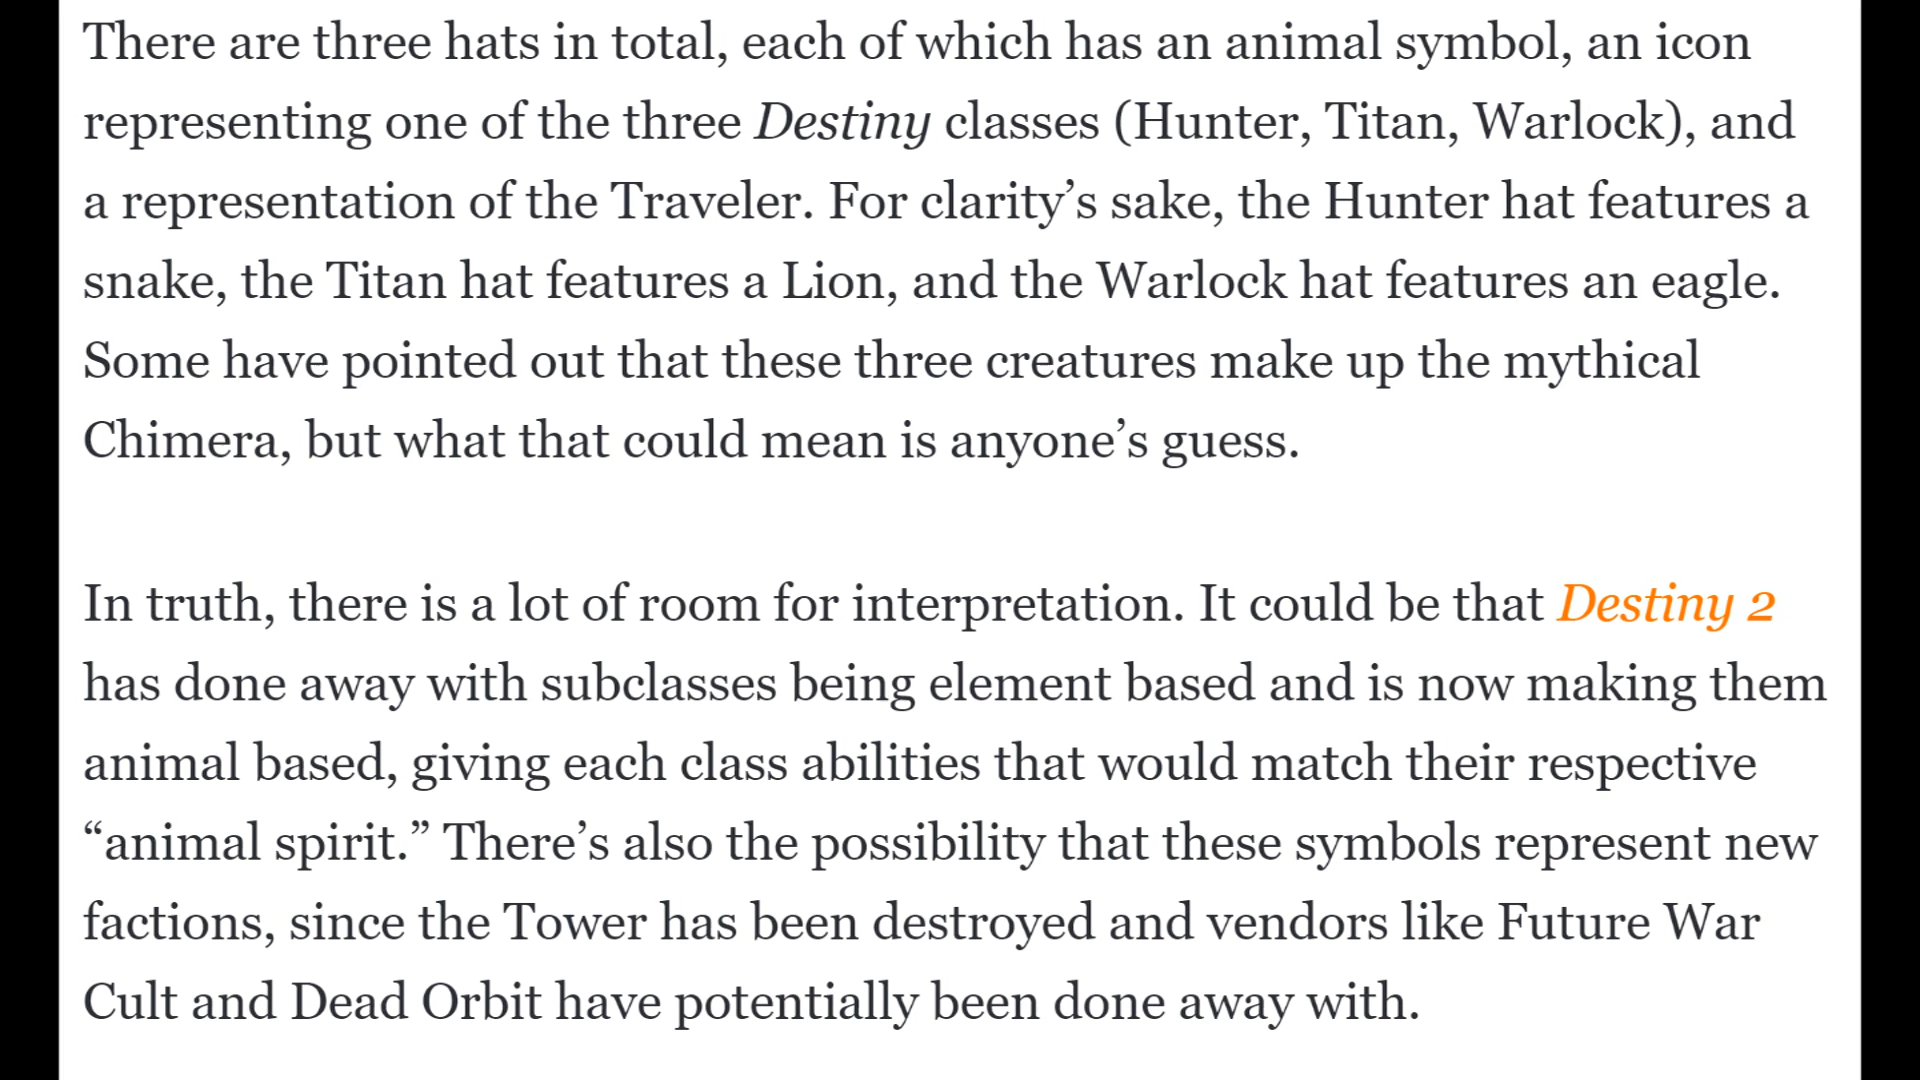 There are three hats in total, each of which has an animal symbol, an icon
representing one of the three Destiny classes (Hunter, Titan, Warlock), and
a representation of the Traveler. For clarity’s sake, the Hunter hat features a
snake, the Titan hat features a Lion, and the Warlock hat features an eagle.
Some have pointed out that these three creatures make up the mythical
Chimera, but what that could mean is anyone’s guess.
In truth, there is a lot of room for interpretation. It could be that Destiny 2
has done away with subclasses being element based and is now making them
animal based, giving each class abilities that would match their respective
“animal spirit.” There’s also the possibility that these symbols represent new
factions, since the Tower has been destroyed and vendors like Future War
Cult and Dead Orbit have potentially been done away with.